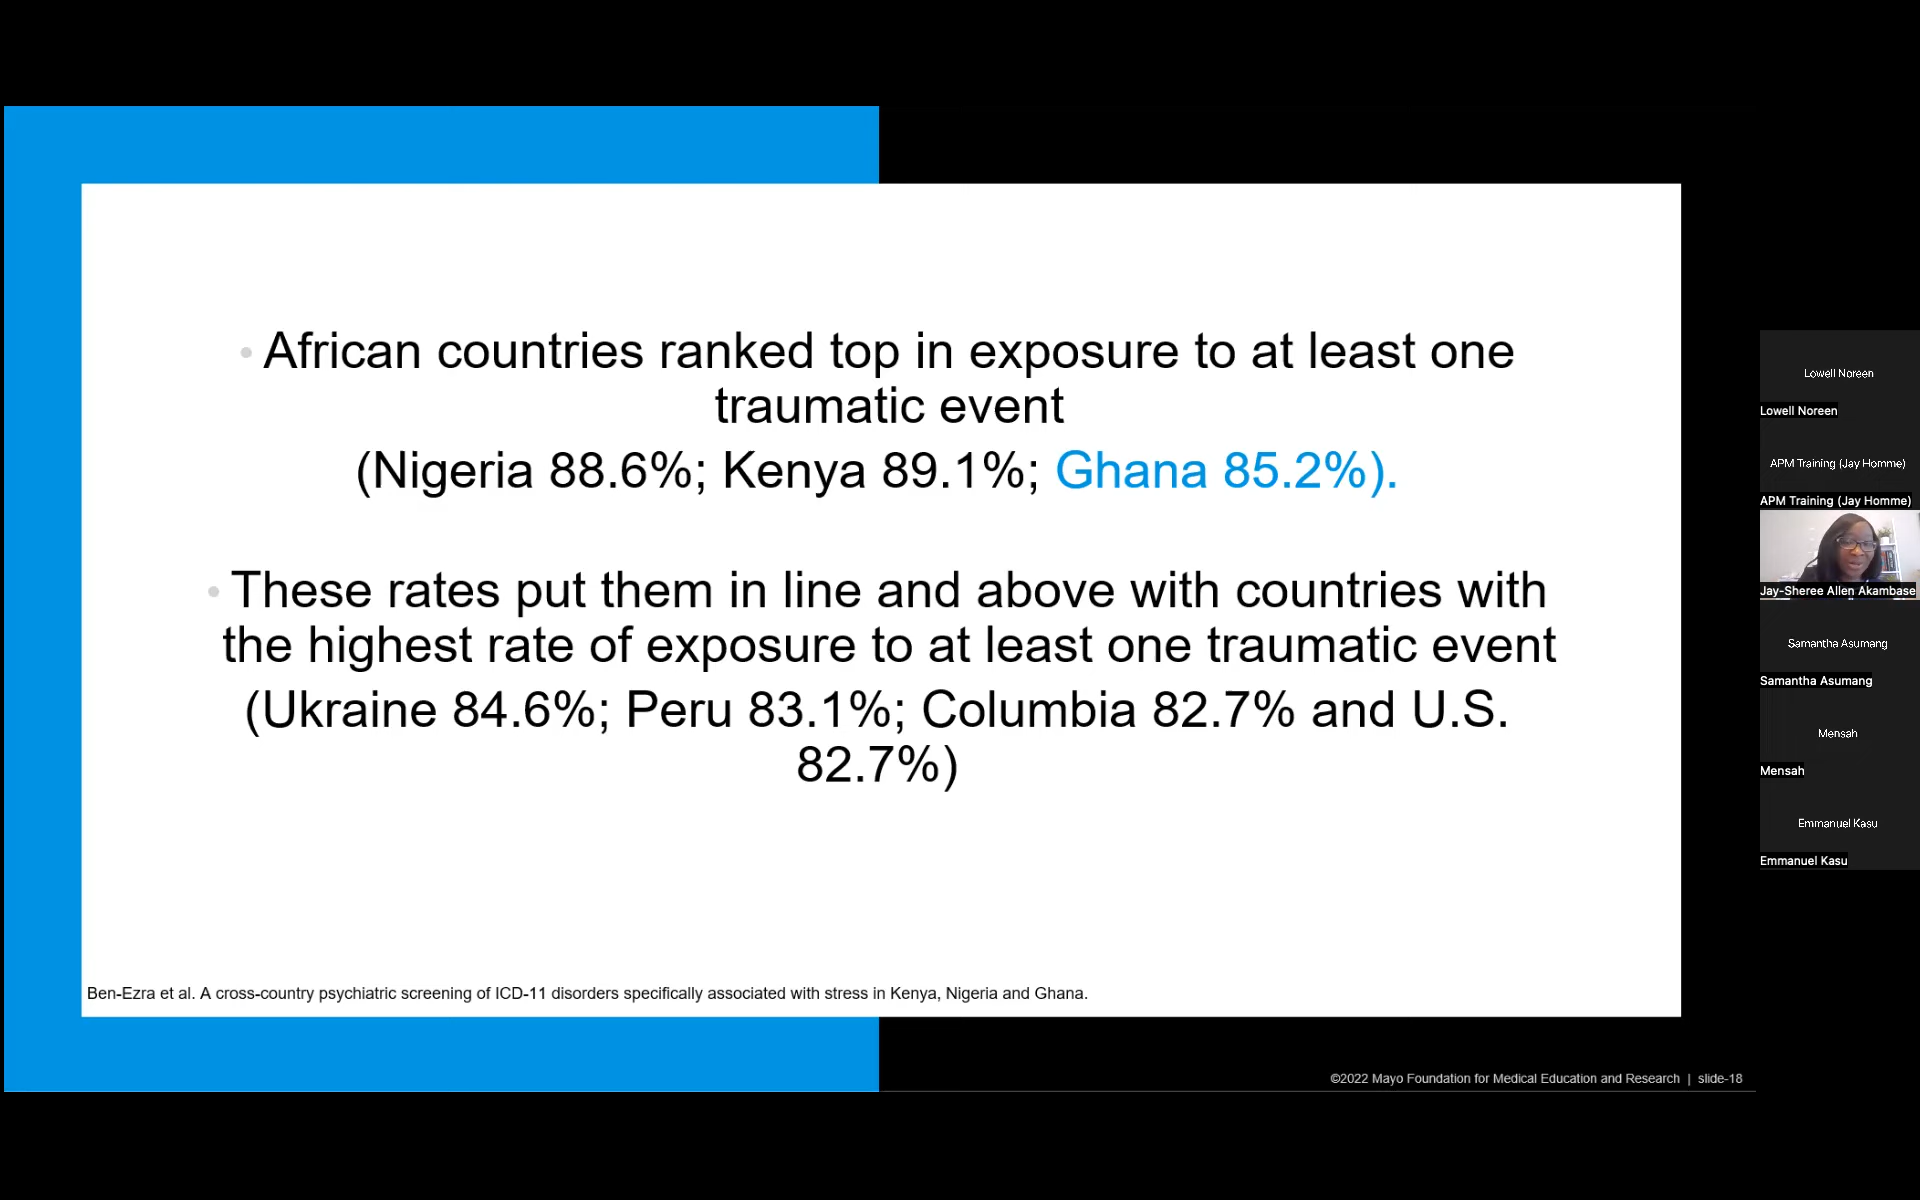 • African countries ranked top in exposure to at least one
traumatic event
(Nigeria 88.6%; Kenya 89.1%; Ghana 85.2%).
• These rates put them in line and above with countries with
the highest rate of exposure to at least one traumatic event
(Ukraine 84.6%; Peru 83.1%; Columbia 82.7% and U.S.
82.7%)
Ben-Ezra et al. A cross-country psychiatric screening of ICD-11 disorders specifically associated with stress in Kenya, Nigeria and Ghana.
©2022 Mayo Foundation for Medical Education and Research | slide-18
Lowell Noreen
Lowell Noreen
APM Training (Jay Homme)
APM Training (Jay Homme)
Jay-Sheree Allen Akambase
Samantha Asumang
Samantha Asumang
Mensah
Mensah
Emmanuel Kasu
Emmanuel Kasu